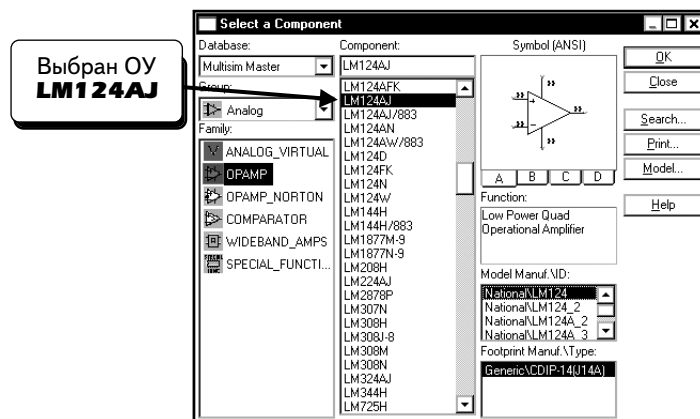 Выбран ОУ
LM124AJ
Select a Component
Database:
Multisim Master
Group:
Analog
Family:
ANALOG_VIRTUAL
OPAMP
OPAMP_NORTON
COMPARATOR
WIDEBAND_AMPS
SPECIAL_FUNCTI...
Component:
LM124AJ
LM124AFK
LM124AJ
LM124AJ/883
LM124AN
LM124AW/883
LM124D
LM124FK
LM124N
LM124W
LM144H
LM144H/883
LM1877M-9
LM1877N-9
LM208H
LM224AJ
LM2878P
LM307N
LM308H
LM308J-8
LM308M
LM308N
LM324AJ
LM344H
LM725H
Symbol (ANSI)
A B C D
Function:
Low Power Quad
Operational Amplifier
Model Manuf.\ID:
National\LM124
National\LM124_2
National\LM124A_2
National\LM124A_3
Footprint Manuf.\Type:
Generic\CDIP-14(J14A)
OK
Close
Search...
Print...
Model...
Help